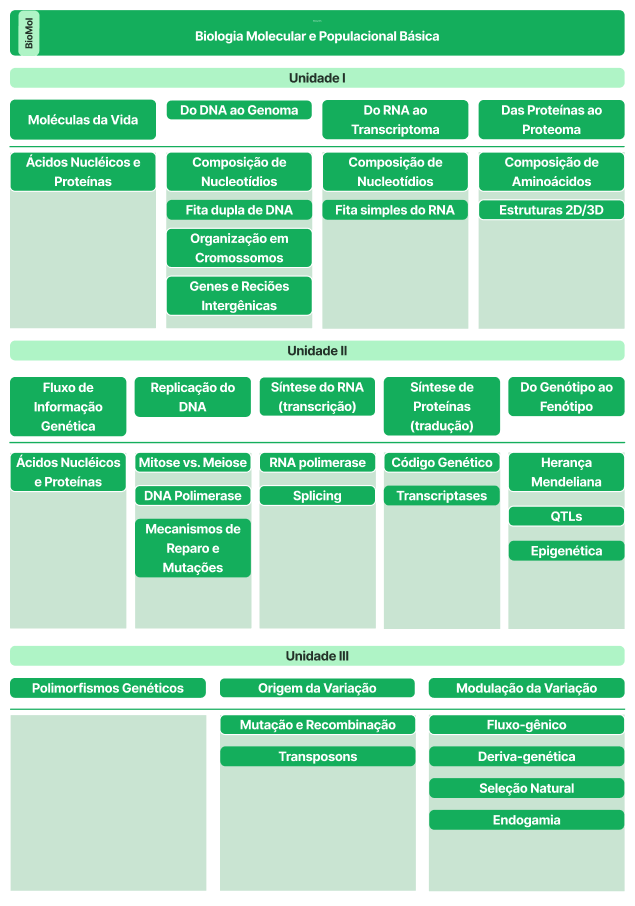 BioMol
Biologia Molecular e Populacional Básica
Unidade I
Moléculas da Vida
Do DNA ao Genoma
Do RNA ao
Transcriptoma
Das Proteínas ao
Proteoma
Ácidos Nucléicos e
Proteínas
Composição de
Nucleotídios
Fita dupla de DNA
Organização em
Cromossomos
Genes e Reciões
Intergênicas
Composição de
Nucleotídios
Fita simples do RNA
Composição de
Aminoácidos
Estruturas 2D/3D
Unidade II
Fluxo de
Informação
Genética
Replicação do
DNA
Síntese do RNA
(transcrição)
Síntese de
Proteínas
(tradução)
Do Genótipo ao
Fenótipo
Ácidos Nucléicos
e Proteínas
Mitose vs. Meiose
DNA Polimerase
Mecanismos de
Reparo e
Mutações
RNA polimerase
Splicing
Código Genético
Transcriptases
Herança
Mendeliana
QTLs
Epigenética
Unidade III
Polimorfismos Genéticos
Origem da Variação
Modulação da Variação
Mutação e Recombinação
Transposons
Fluxo-gênico
Deriva-genética
Seleção Natural
Endogamia